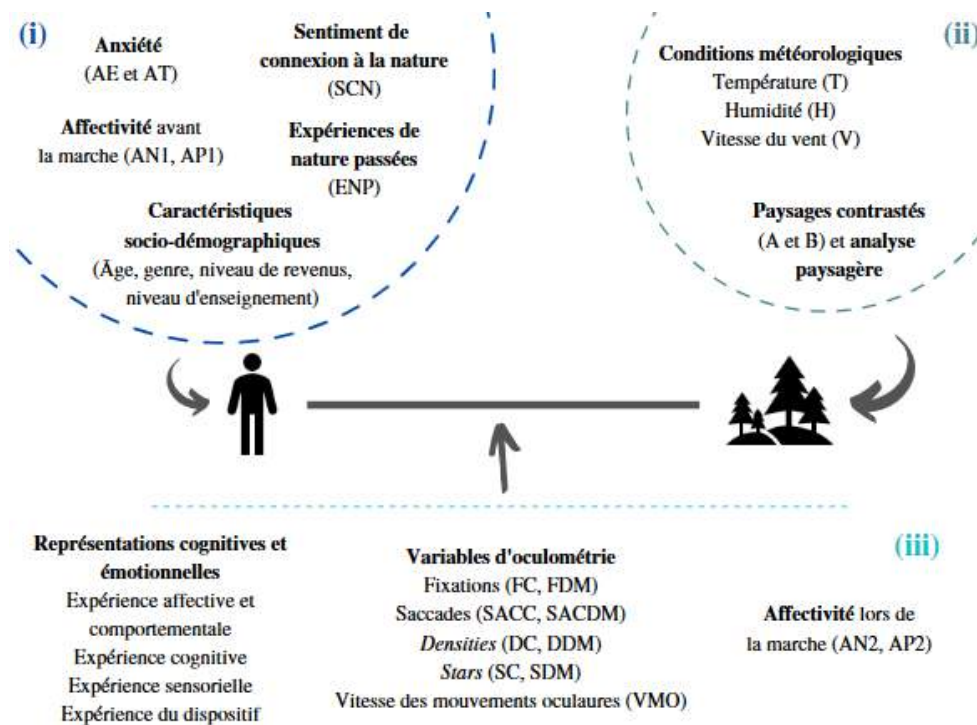 (i)
Anxiété
(AE et AT)
Sentiment de
connexion à la nature
(SCN)
Affectivité avant
la marche (AN1, AP1)
Expériences de
nature passées
(ENP)
Caractéristiques
socio-démographiques
(Âge, genre, niveau de revenus,
niveau d'enseignement)
(ii)
Conditions météorologiques
Température (T)
Humidité (H)
Vitesse du vent (V)
Paysages contrastés
(A et B) et analyse
paysagère
(iii)
Représentations cognitives et
émotionnelles
Expérience affective et
comportementale
Expérience cognitive
Expérience sensorielle
Expérience du dispositif
Variables d'oculométrie
Fixations (FC, FDM)
Saccades (SACC, SACDM)
Densities (DC, DDM)
Stars (SC, SDM)
Vitesse des mouvements oculaires (VMO)
Affectivité lors de
la marche (AN2, AP2)